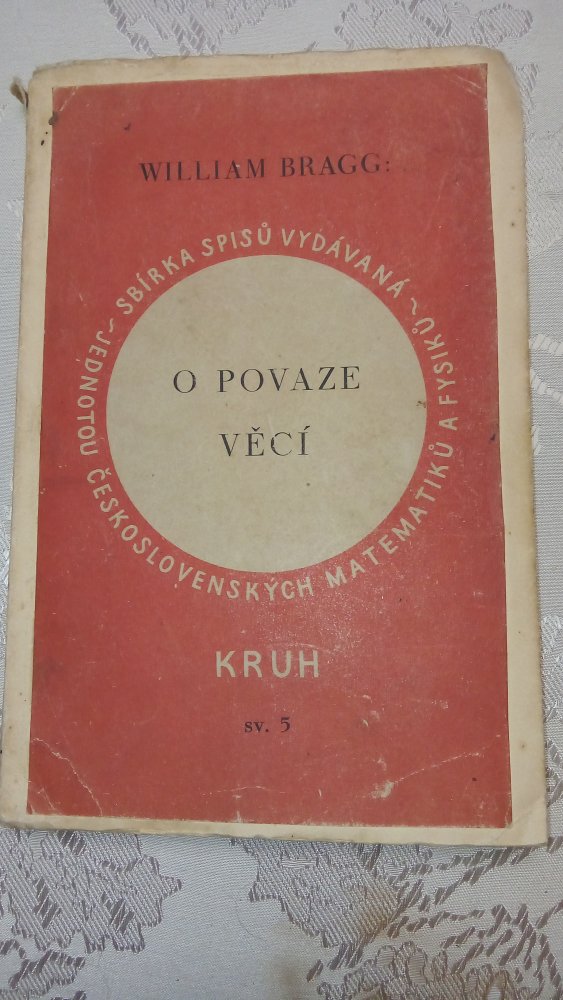 WILLIAM BRAGG:
SBÍRKA SPISŮ VYDÁVANÁ ~
JEDNOTOU ČESKOSLOVENSKÝCH MATEMATIKŮ A FYSIKŮ ~
O POVAZE
VĚCÍ
KRUH
sv. 5